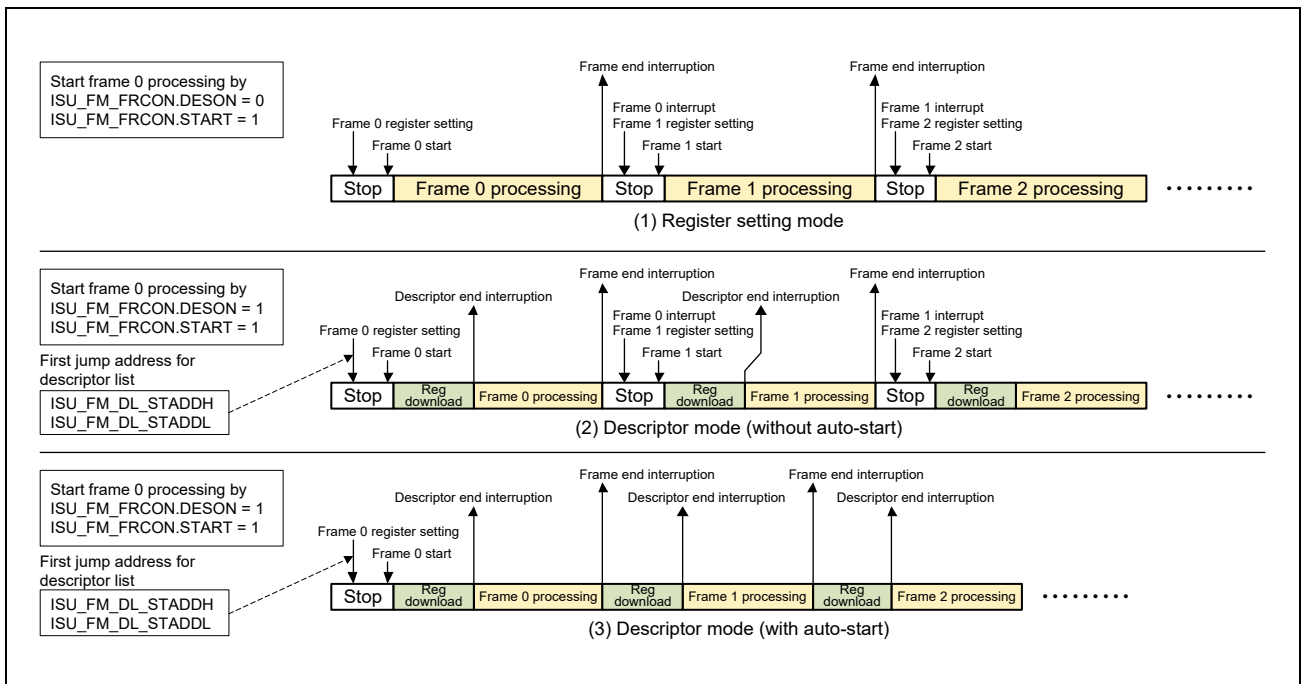 Start frame 0 processing by
ISU_FM_FRCON.DESON = 0
ISU_FM_FRCON.START = 1
Frame end interruption
Frame end interruption
Frame 0 register setting
Frame 0 start
Frame 0 interrupt
Frame 1 register setting
Frame 1 start
Frame 1 interrupt
Frame 2 register setting
Frame 2 start
Stop
Frame 0 processing
Stop
Frame 1 processing
Stop
Frame 2 processing
(1) Register setting mode
Start frame 0 processing by
ISU_FM_FRCON.DESON = 1
ISU_FM_FRCON.START = 1
First jump address for
descriptor list
ISU_FM_DL_STADDH
ISU_FM_DL_STADDL
Frame end interruption
Frame end interruption
Descriptor end interruption
Descriptor end interruption
Frame 0 register setting
Frame 0 start
Frame 0 interrupt
Frame 1 register setting
Frame 1 start
Frame 1 interrupt
Frame 2 register setting
Frame 2 start
Stop
Reg
download
Frame 0 processing
Stop
Reg
download
Frame 1 processing
Stop
Reg
download
Frame 2 processing
(2) Descriptor mode (without auto-start)
Start frame 0 processing by
ISU_FM_FRCON.DESON = 1
ISU_FM_FRCON.START = 1
First jump address for
descriptor list
ISU_FM_DL_STADDH
ISU_FM_DL_STADDL
Frame end interruption
Frame end interruption
Descriptor end interruption
Descriptor end interruption
Descriptor end interruption
Frame 0 register setting
Frame 0 start
Stop
Reg
download
Frame 0 processing
Reg
download
Frame 1 processing
Reg
download
Frame 2 processing
(3) Descriptor mode (with auto-start)